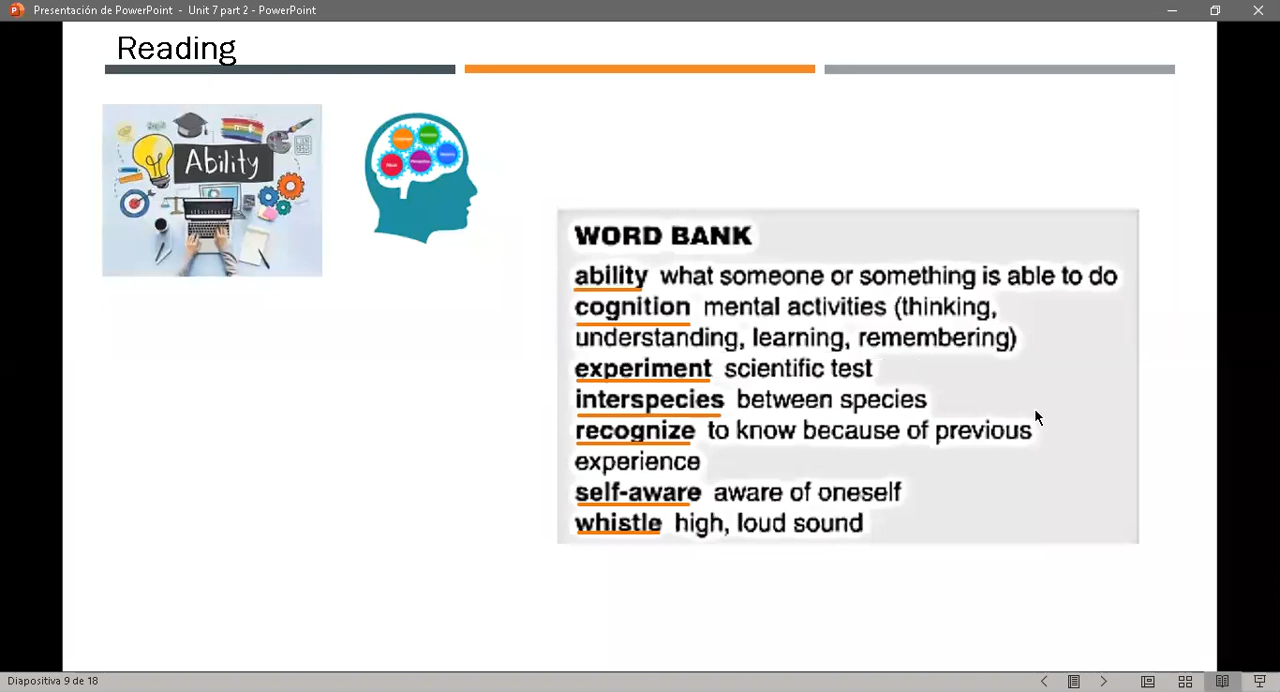 Presentación de PowerPoint - Unit 7 part 2 - PowerPoint
Reading
Ability
WORD BANK
ability what someone or something is able to do
cognition mental activities (thinking,
understanding, learning, remembering)
experiment scientific test
interspecies between species
recognize to know because of previous
experience
self-aware aware of oneself
whistle high, loud sound
Diapositiva 9 de 18